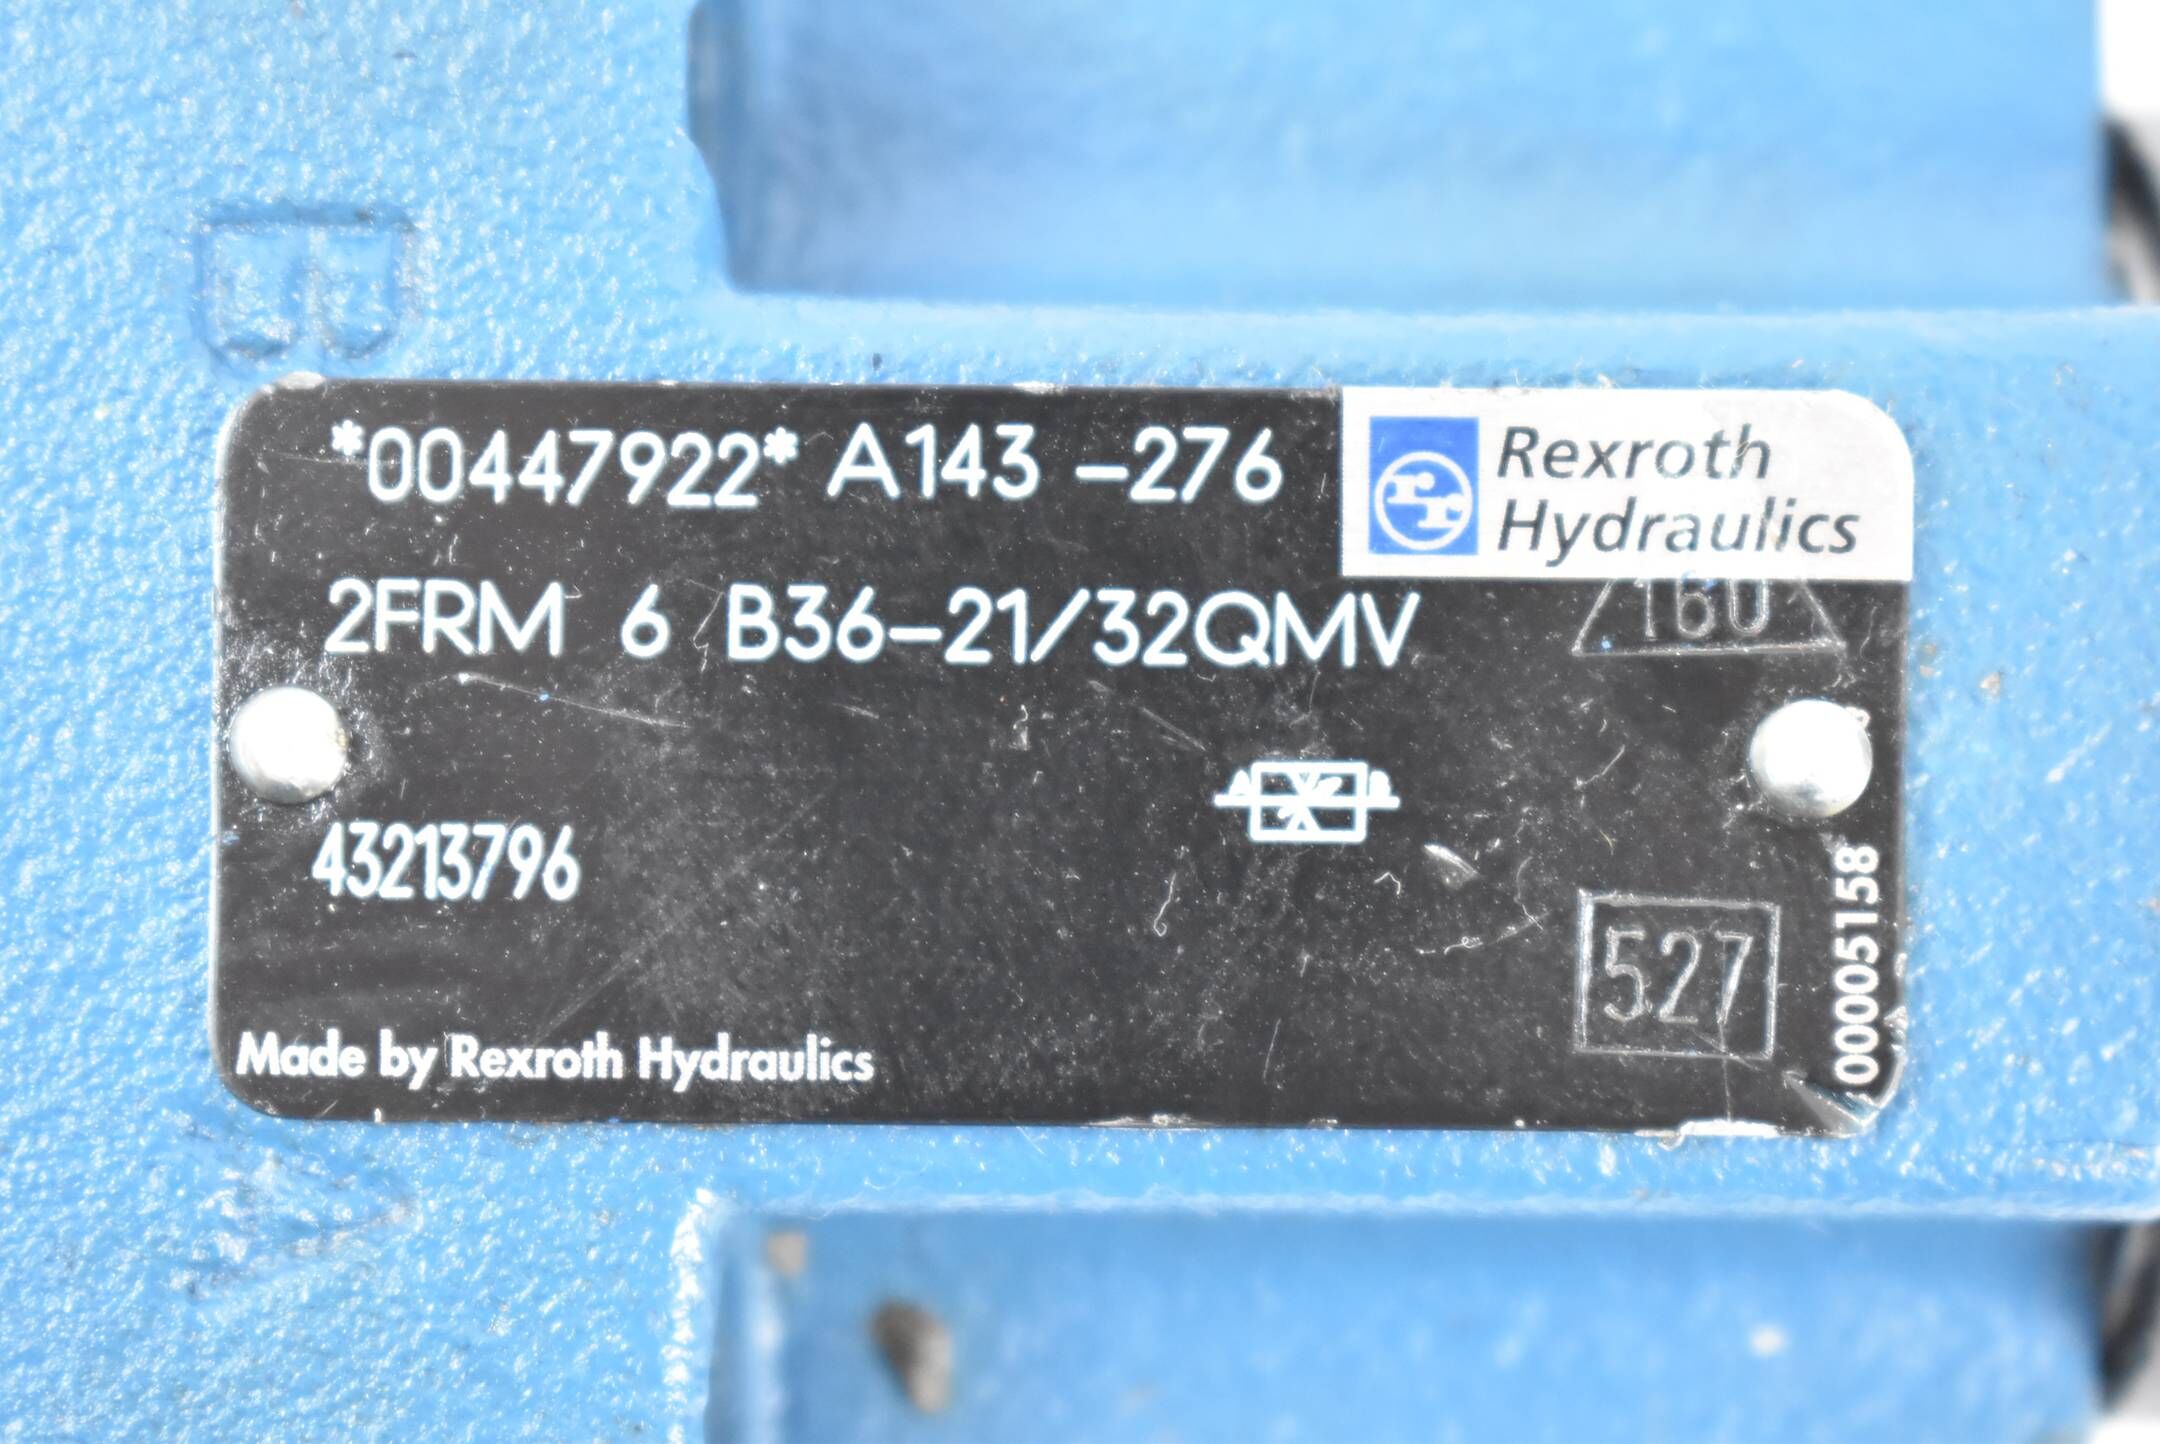 B
*00447922* A143 -276
Rexroth
Hydraulics
2FRM 6 B36-21/32QMV
160
A B
43213796
527
00005158
Made by Rexroth Hydraulics
A